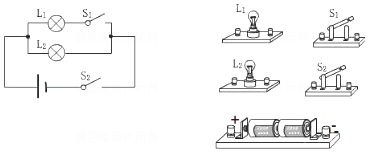 L₁ S₁
L₂
S₂
L₁ S₁
L₂ S₂
+ -